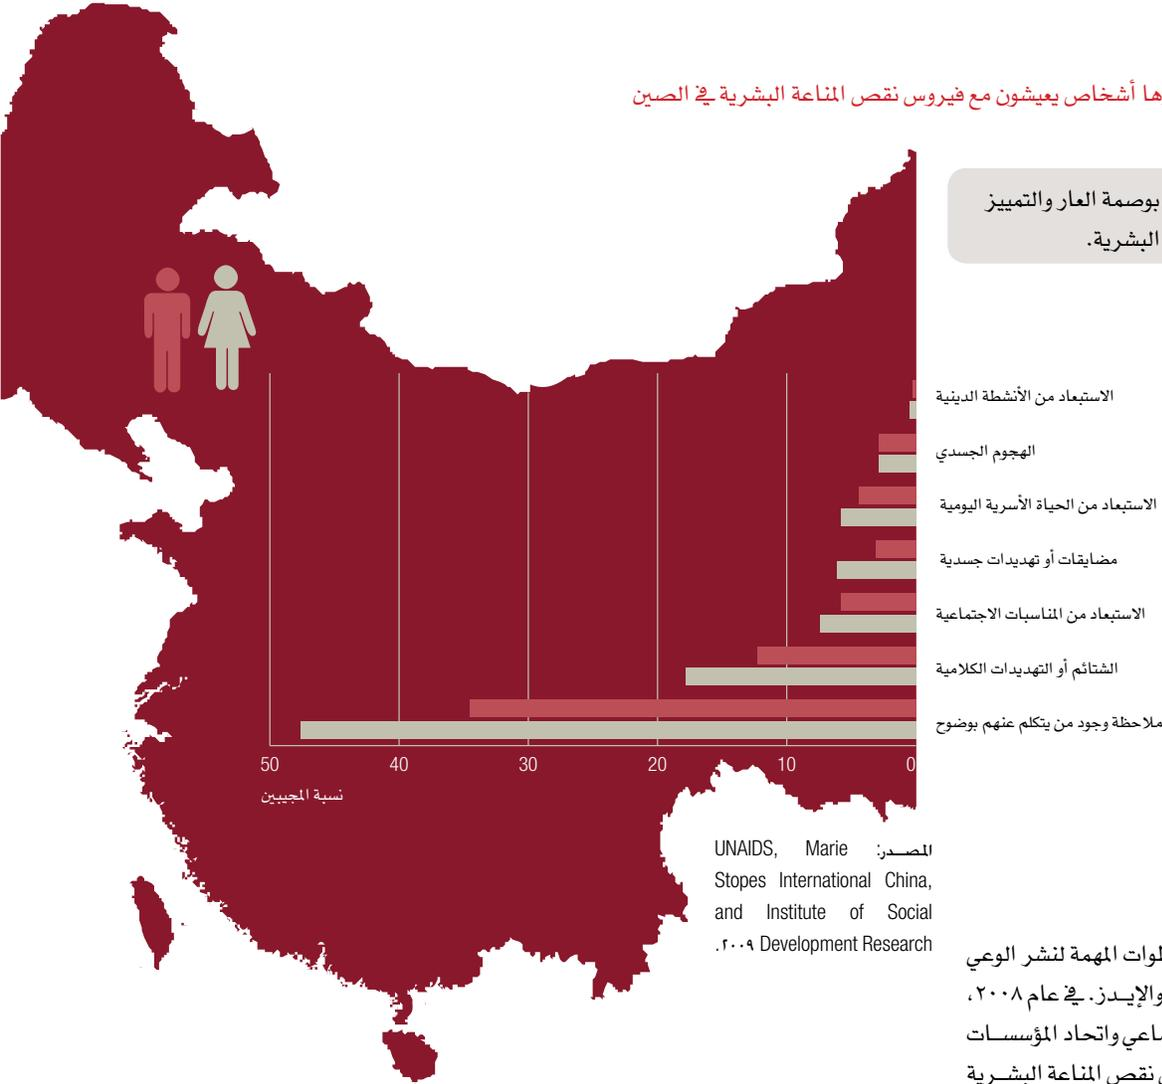 ها أشخاص يعيشون مع فيروس نقص المناعة البشرية في الصين
بوصمة العار والتمييز
البشرية.
الاستبعاد من الأنشطة الدينية
الهجوم الجسدي
الاستبعاد من الحياة الأسرية اليومية
مضايقات أو تهديدات جسدية
الاستبعاد من المناسبات الاجتماعية
الشتائم أو التهديدات الكلامية
ملاحظة وجود من يتكلم عنهم بوضوح
50 40 30 20 10 0
نسبة المجيبين
المصدر: UNAIDS, Marie
Stopes International China,
and Institute of Social
Development Research ٢٠٠٩.
لوات المهمة لنشر الوعي
والإيدز. في عام ٢٠٠٨،
ـاعي واتحاد المؤسسات
نقص المناعة البشرية